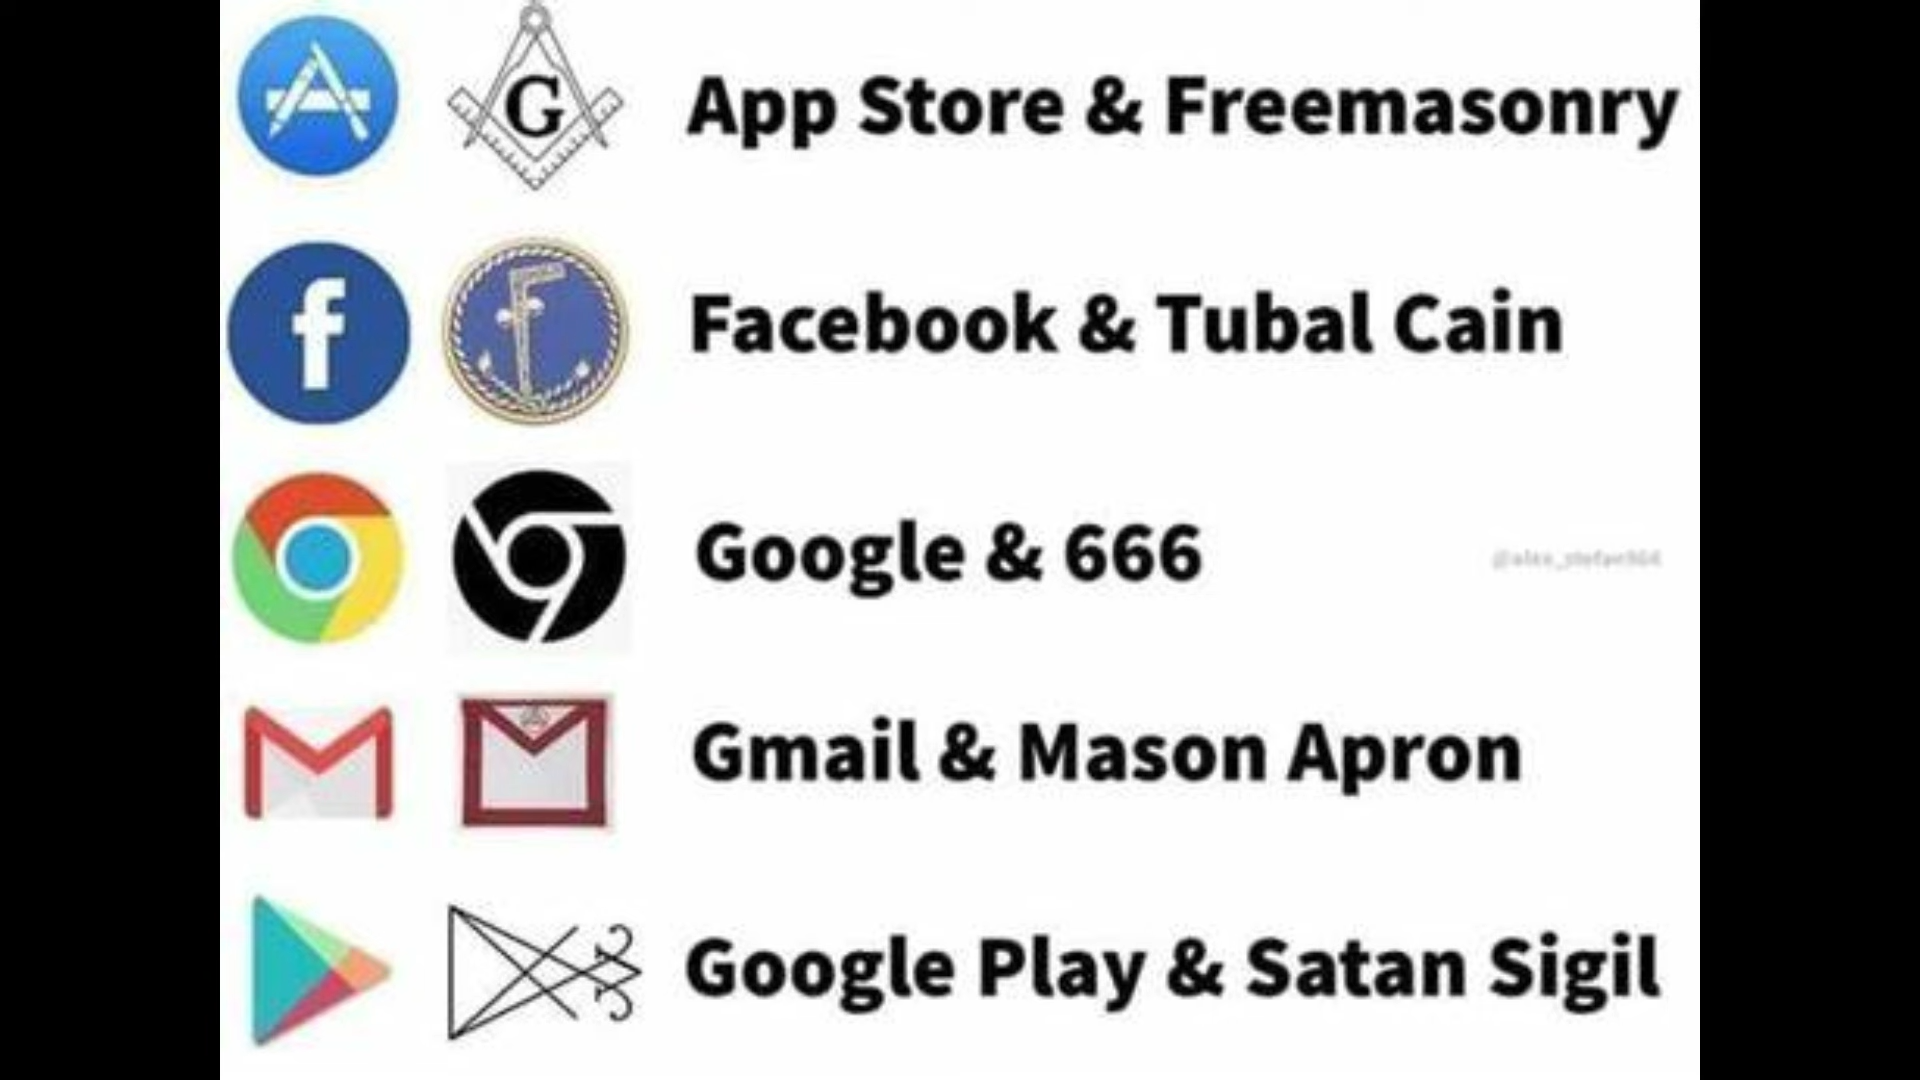 G
App Store & Freemasonry
f
Facebook & Tubal Cain
Google & 666
Gmail & Mason Apron
Google Play & Satan Sigil